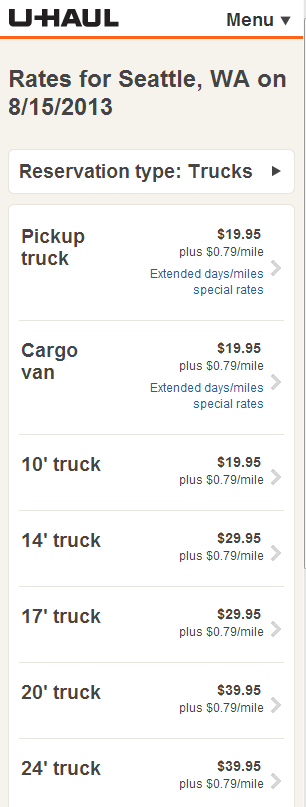 U-HAUL
Menu ▼
Rates for Seattle, WA on
8/15/2013
Reservation type: Trucks ►
Pickup
truck
$19.95
plus $0.79/mile
Extended days/miles
special rates
Cargo
van
$19.95
plus $0.79/mile
Extended days/miles
special rates
10' truck
$19.95
plus $0.79/mile
14' truck
$29.95
plus $0.79/mile
17' truck
$29.95
plus $0.79/mile
20' truck
$39.95
plus $0.79/mile
24' truck
$39.95
plus $0.79/mile